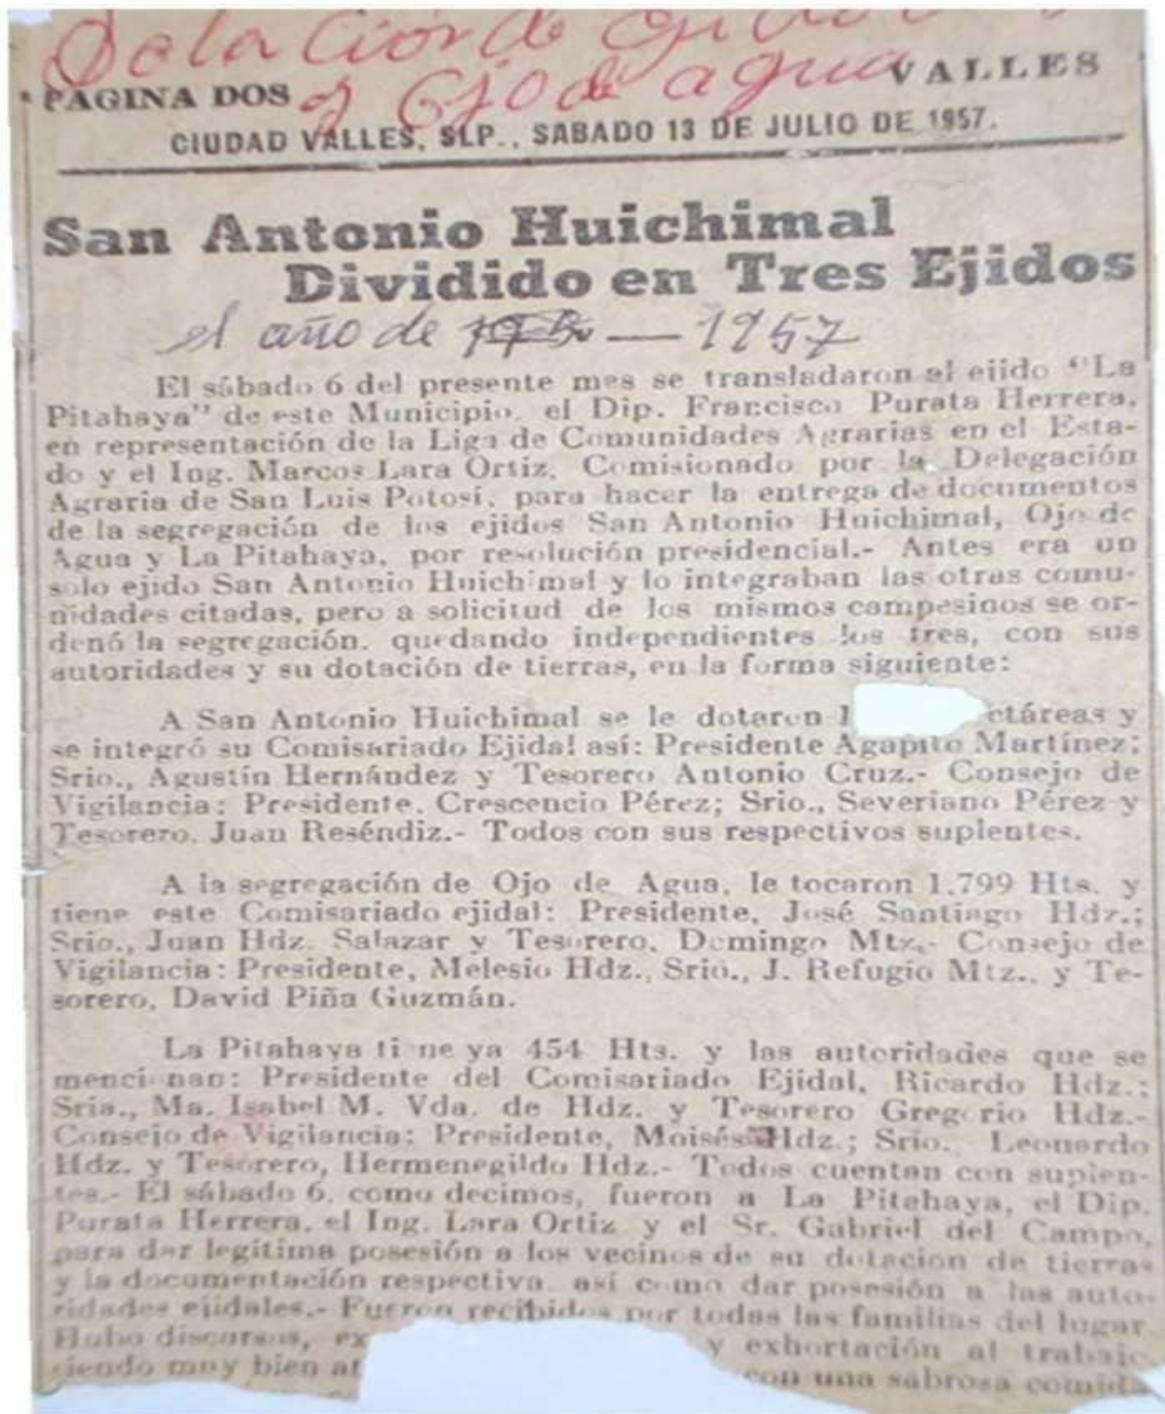 Dotación de Ejido
y Ojo de agua
PAGINA DOS VALLES
CIUDAD VALLES, SLP., SABADO 13 DE JULIO DE 1957.
San Antonio Huichimal
Dividido en Tres Ejidos
el año de — 1957
El sábado 6 del presente mes se transladaron al ejido "La
Pitahaya" de este Municipio, el Dip. Francisco Purata Herrera,
en representación de la Liga de Comunidades Agrarias en el Esta-
do y el Ing. Marcos Lara Ortiz, Comisionado por la Delegación
Agraria de San Luis Potosí, para hacer la entrega de documentos
de la segregación de los ejidos San Antonio Huichimal, Ojo de
Agua y La Pitahaya, por resolución presidencial.- Antes era un
solo ejido San Antonio Huichimal y lo integraban las otras comu-
nidades citadas, pero a solicitud de los mismos campesinos se or-
denó la segregación, quedando independientes los tres, con sus
autoridades y su dotación de tierras, en la forma siguiente:
A San Antonio Huichimal se le dotaron 1 ctáreas y
se integró su Comisariado Ejidal así: Presidente Agapito Martínez;
Srio., Agustín Hernández y Tesorero Antonio Cruz.- Consejo de
Vigilancia: Presidente, Crescencio Pérez; Srio., Severiano Pérez y
Tesorero, Juan Reséndiz.- Todos con sus respectivos suplentes.
A la segregación de Ojo de Agua, le tocaron 1,799 Hts. y
tiene este Comisariado ejidal: Presidente, José Santiago Hdz.;
Srio., Juan Hdz. Salazar y Tesorero, Domingo Mtz.- Consejo de
Vigilancia: Presidente, Melesio Hdz., Srio., J. Refugio Mtz., y Te-
sorero, David Piña Guzmán.
La Pitahaya ti ne ya 454 Hts. y las autoridades que se
menci nan: Presidente del Comisariado Ejidal, Ricardo Hdz.;
Sria., Ma. Isabel M. Vda. de Hdz. y Tesorero Gregorio Hdz.-
Consejo de Vigilancia: Presidente, Moisés Hdz.; Srio., Leonardo
Hdz. y Tesorero, Hermenegildo Hdz.- Todos cuentan con suplen-
tes.- El sábado 6, como decimos, fueron a La Pitahaya, el Dip.
Purata Herrera, el Ing. Lara Ortiz y el Sr. Gabriel del Campo,
para dar legítima posesión a los vecinos de su dotacion de tierras
y la documentación respectiva, así como dar posesión a las auto-
ridades ejidales.- Fueron recibidos por todas las familias del lugar
Hubo discursos, ex y exhortación al trabajo
siendo muy bien at con una sabrosa comida